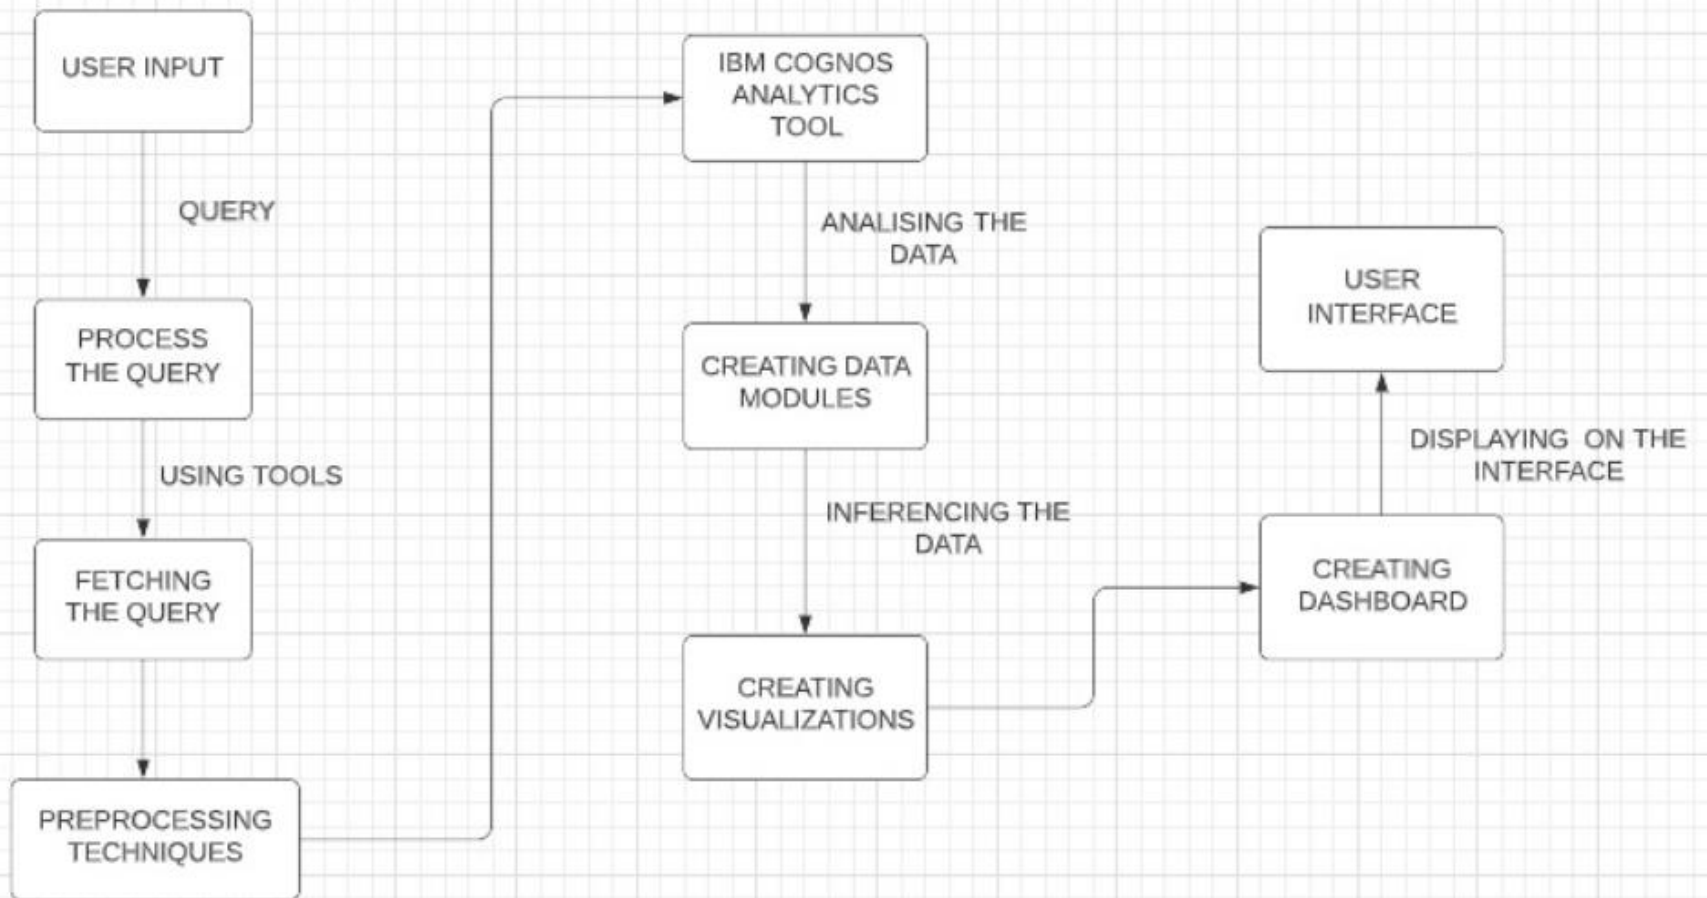 USER INPUT
QUERY
PROCESS
THE QUERY
USING TOOLS
FETCHING
THE QUERY
PREPROCESSING
TECHNIQUES
IBM COGNOS
ANALYTICS
TOOL
ANALISING THE
DATA
CREATING DATA
MODULES
INFERENCING THE
DATA
CREATING
VISUALIZATIONS
CREATING
DASHBOARD
DISPLAYING ON THE
INTERFACE
USER
INTERFACE